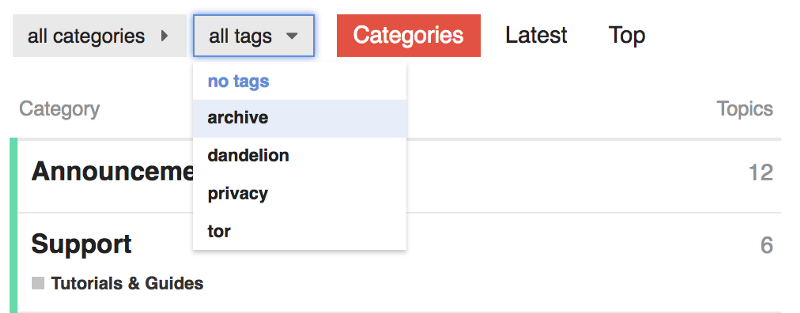 all categories
all tags
Categories
Latest
Top
no tags
archive
dandelion
privacy
tor
Category
Topics
Announceme
12
Support
6
Tutorials & Guides